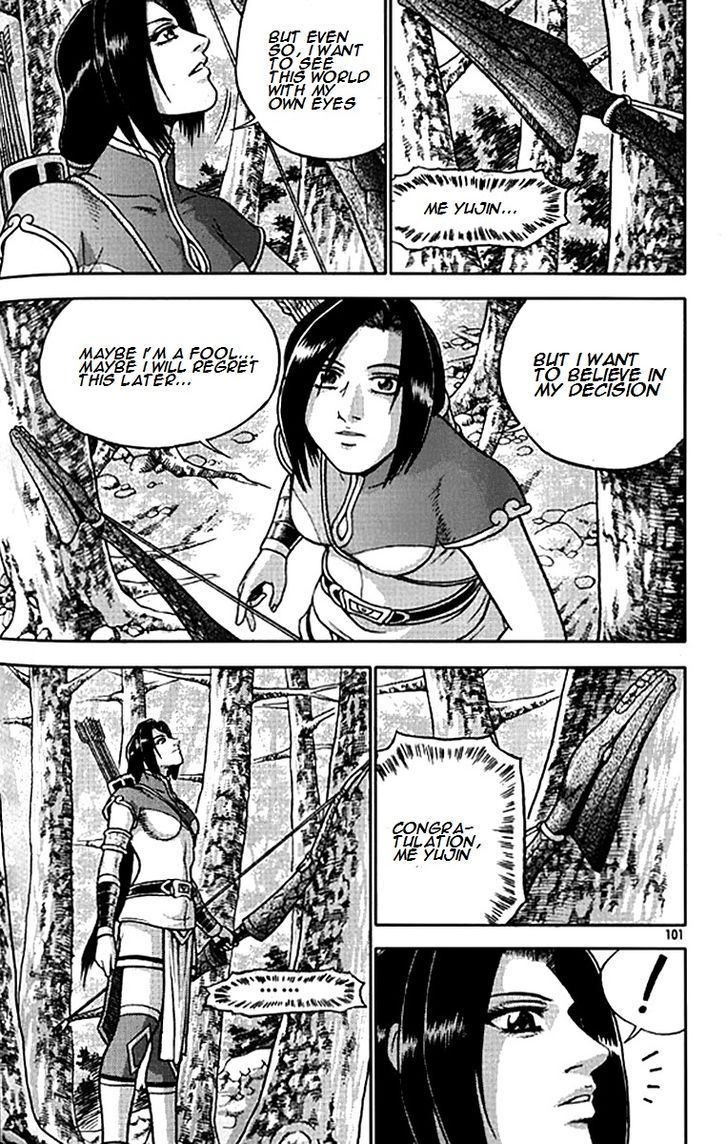 BUT EVEN
SO, I WANT
TO SEE
THIS WORLD
WITH MY
OWN EYES
ME YUJIN...
MAYBE I'M A FOOL...
MAYBE I WILL REGRET
THIS LATER...
BUT I WANT
TO BELIEVE IN
MY DECISION
......
CONGRA-
TULATION,
ME YUJIN
101
!